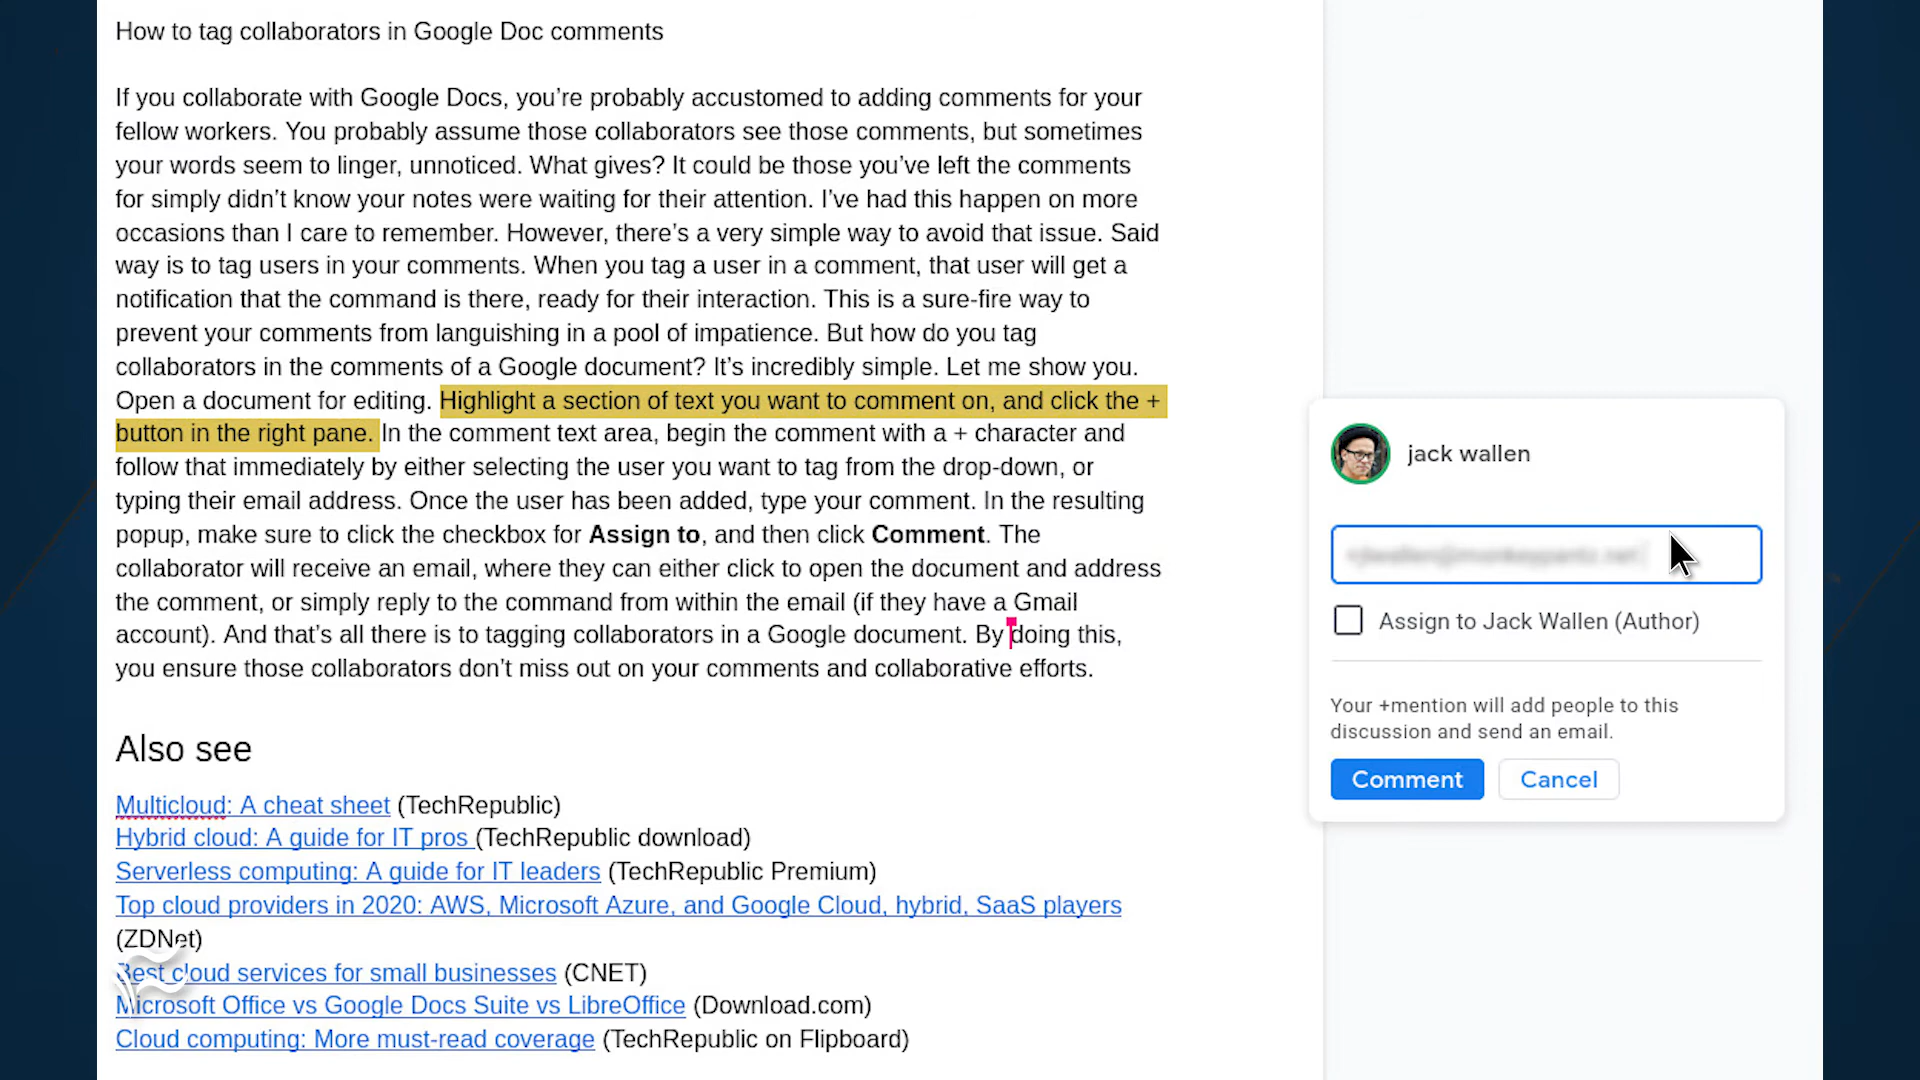 How to tag collaborators in Google Doc comments
If you collaborate with Google Docs, you’re probably accustomed to adding comments for your
fellow workers. You probably assume those collaborators see those comments, but sometimes
your words seem to linger, unnoticed. What gives? It could be those you’ve left the comments
for simply didn’t know your notes were waiting for their attention. I’ve had this happen on more
occasions than I care to remember. However, there’s a very simple way to avoid that issue. Said
way is to tag users in your comments. When you tag a user in a comment, that user will get a
notification that the command is there, ready for their interaction. This is a sure-fire way to
prevent your comments from languishing in a pool of impatience. But how do you tag
collaborators in the comments of a Google document? It’s incredibly simple. Let me show you.
Open a document for editing. Highlight a section of text you want to comment on, and click the +
button in the right pane. In the comment text area, begin the comment with a + character and
follow that immediately by either selecting the user you want to tag from the drop-down, or
typing their email address. Once the user has been added, type your comment. In the resulting
popup, make sure to click the checkbox for Assign to, and then click Comment. The
collaborator will receive an email, where they can either click to open the document and address
the comment, or simply reply to the command from within the email (if they have a Gmail
account). And that’s all there is to tagging collaborators in a Google document. By doing this,
you ensure those collaborators don’t miss out on your comments and collaborative efforts.
Also see
Multicloud: A cheat sheet (TechRepublic)
Hybrid cloud: A guide for IT pros (TechRepublic download)
Serverless computing: A guide for IT leaders (TechRepublic Premium)
Top cloud providers in 2020: AWS, Microsoft Azure, and Google Cloud, hybrid, SaaS players
(ZDNet)
Best cloud services for small businesses (CNET)
Microsoft Office vs Google Docs Suite vs LibreOffice (Download.com)
Cloud computing: More must-read coverage (TechRepublic on Flipboard)
jack wallen
Assign to Jack Wallen (Author)
Your +mention will add people to this
discussion and send an email.
Comment Cancel